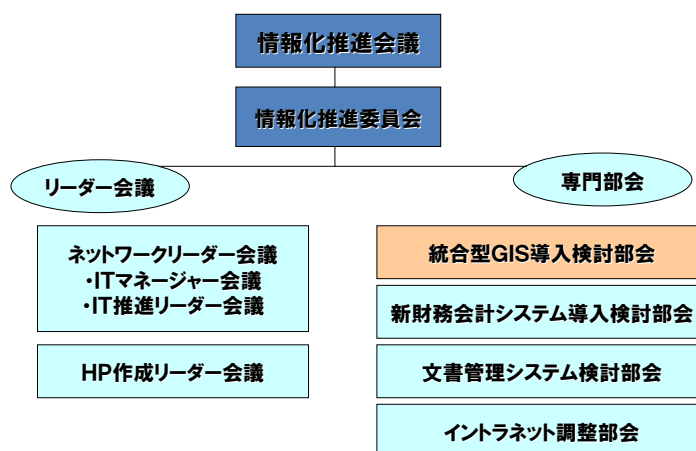 情報化推進会議
情報化推進委員会
リーダー会議
専門部会
ネットワークリーダー会議
・ITマネージャー会議
・IT推進リーダー会議
HP作成リーダー会議
統合型GIS導入検討部会
新財務会計システム導入検討部会
文書管理システム検討部会
イントラネット調整部会